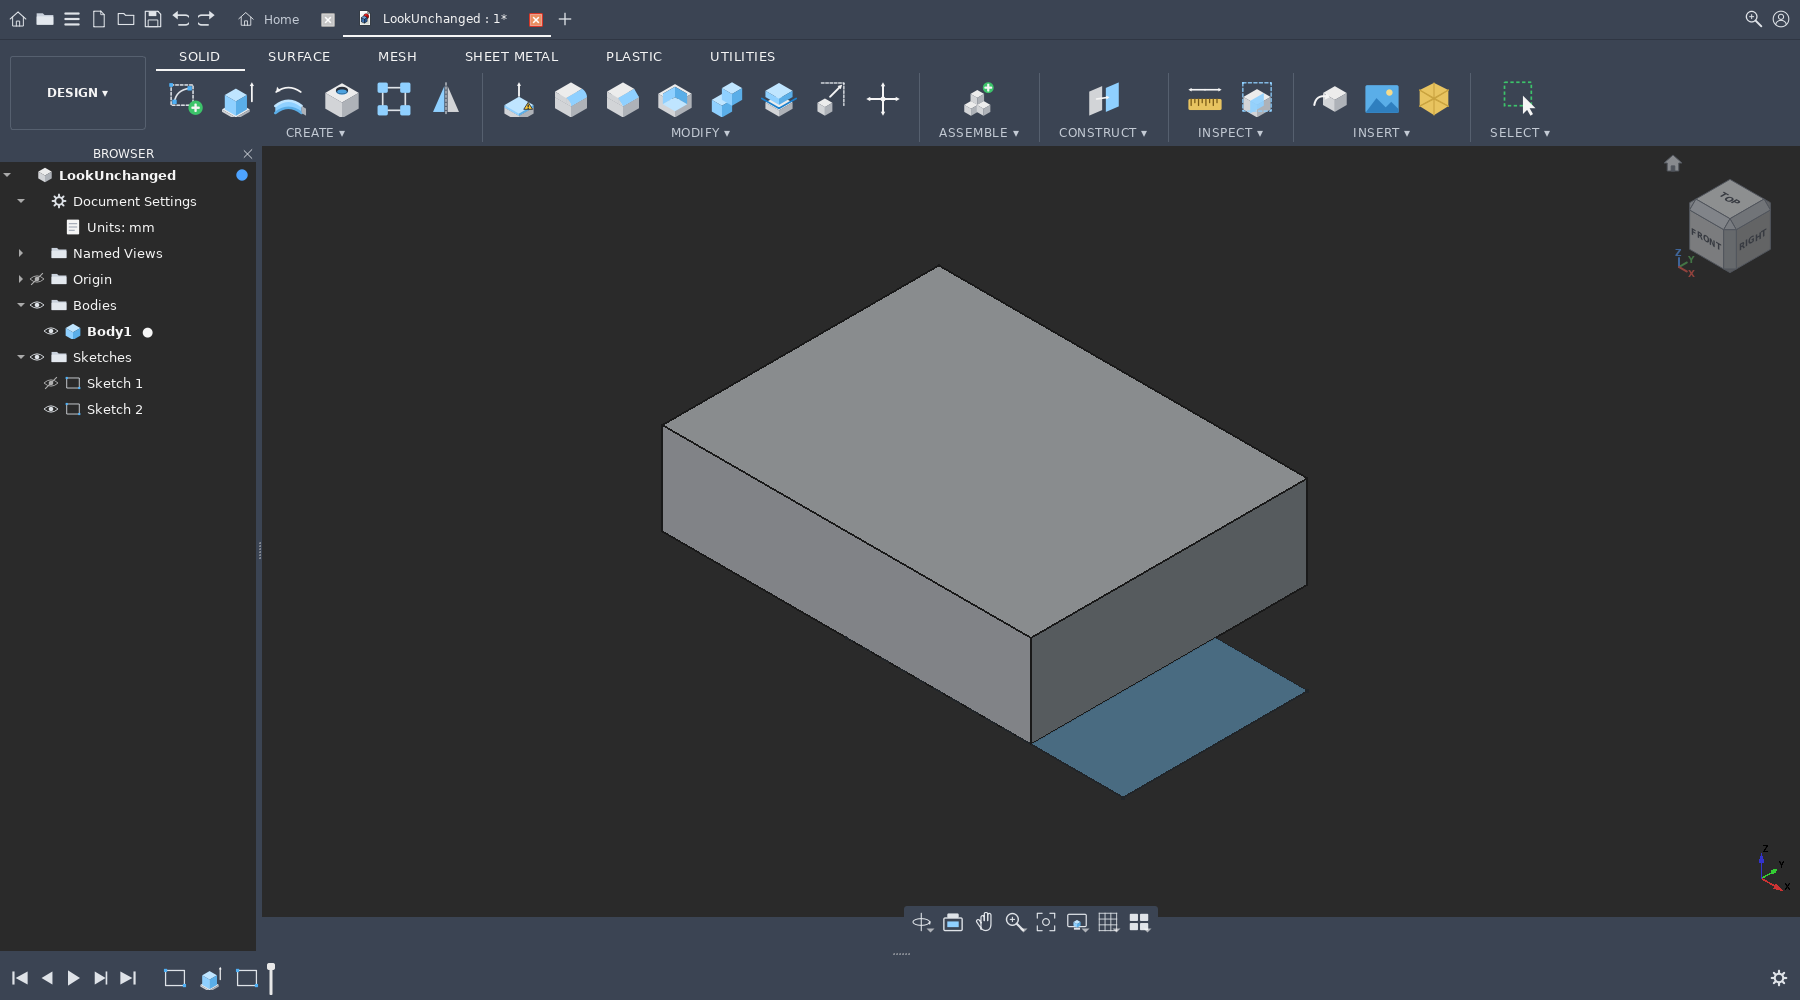 Home
LookUnchanged : 1*
SOLID SURFACE MESH SHEET METAL PLASTIC UTILITIES
DESIGN ▾
CREATE ▾ MODIFY ▾ ASSEMBLE ▾ CONSTRUCT ▾ INSPECT ▾ INSERT ▾ SELECT ▾
BROWSER
LookUnchanged
Document Settings
Units: mm
Named Views
Origin
Bodies
Body1
Sketches
Sketch 1
Sketch 2
TOP
FRONT
RIGHT
Z
Y
X
Z
Y
X